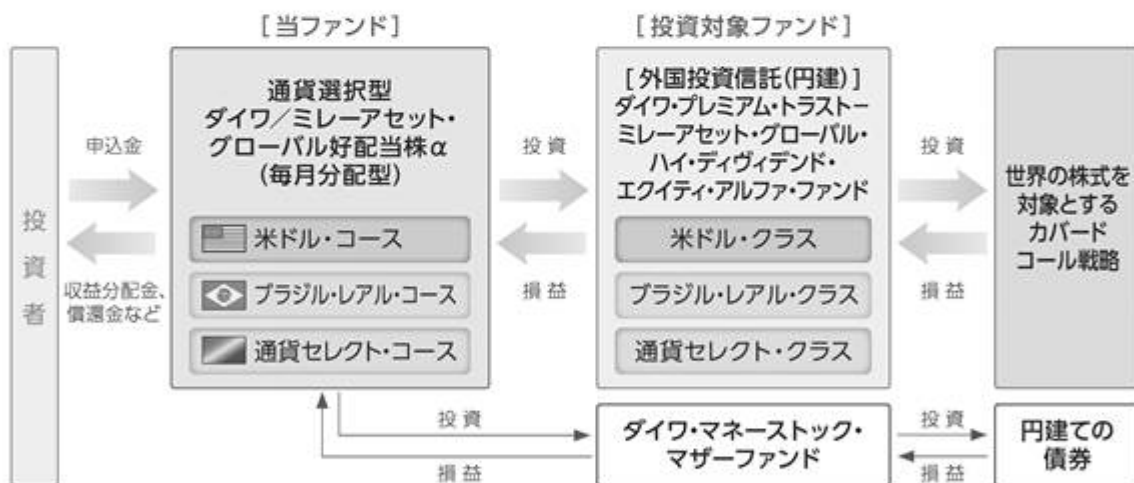 [当ファンド]
[投資対象ファンド]
投資者
申込金
収益分配金、
償還金など
通貨選択型
ダイワ/ミレーアセット・
グローバル好配当株α
(毎月分配型)
米ドル・コース
ブラジル・レアル・コース
通貨セレクト・コース
投資
損益
[外国投資信託(円建)]
ダイワ・プレミアム・トラスト−
ミレーアセット・グローバル・
ハイ・ディヴィデンド・
エクイティ・アルファ・ファンド
米ドル・クラス
ブラジル・レアル・クラス
通貨セレクト・クラス
投資
損益
世界の株式を
対象とする
カバード
コール戦略
投資
損益
ダイワ・マネーストック・
マザーファンド
投資
損益
円建ての
債券